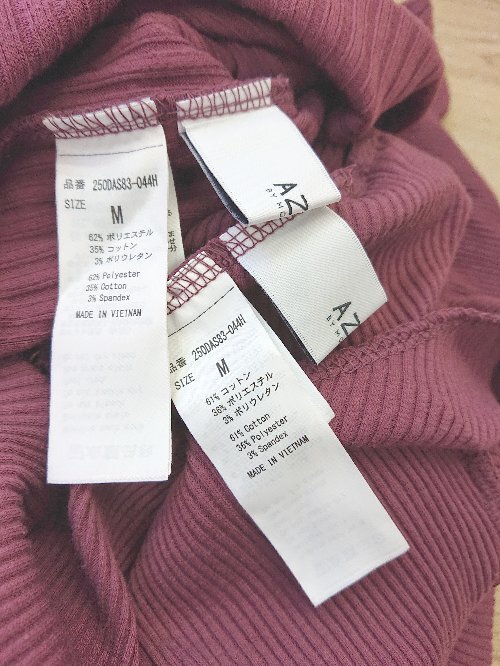 品番 250DAS83-044H
SIZE M
62% ポリエステル
35% コットン
3% ポリウレタン
62% Polyester
35% Cotton
3% Spandex
MADE IN VIETNAM
品番 250DAS83-044H
SIZE M
61% コットン
36% ポリエステル
3% ポリウレタン
61% Cotton
36% Polyester
3% Spandex
MADE IN VIETNAM
AZ
BY M
AZ
BY M